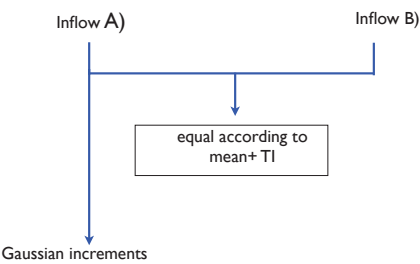 Inflow A)
Inflow B)
equal according to
mean+ TI
Gaussian increments